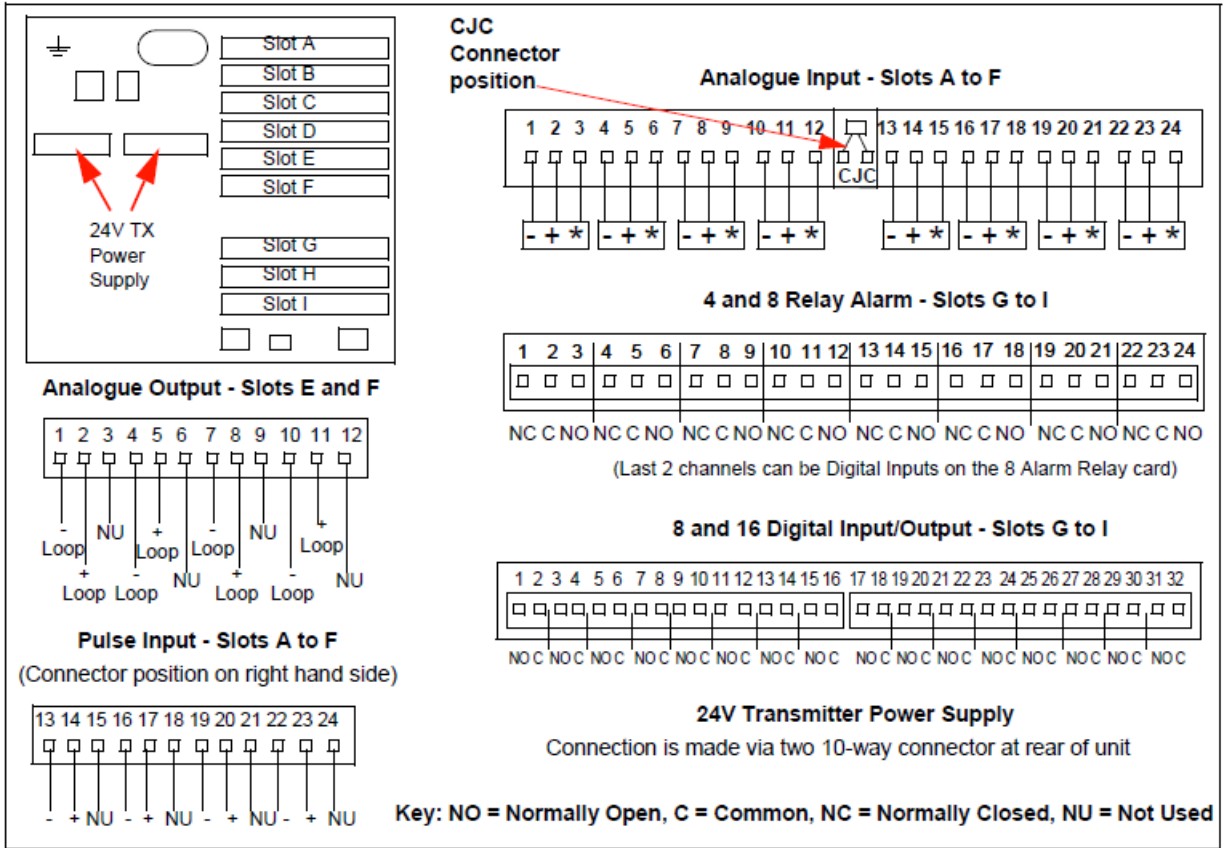 Slot A
Slot B
Slot C
Slot D
Slot E
Slot F
24V TX
Power
Supply
Slot G
Slot H
Slot I
CJC
Connector
position
Analogue Input - Slots A to F
1 2 3 4 5 6 7 8 9 10 11 12 13 14 15 16 17 18 19 20 21 22 23 24
CJC
- + * - + * - + * - + * - + * - + * - + * - + *
4 and 8 Relay Alarm - Slots G to I
1 2 3 4 5 6 7 8 9 10 11 12 13 14 15 16 17 18 19 20 21 22 23 24
NC C NO NC C NO NC C NO NC C NO NC C NO NC C NO NC C NO NC C NO
(Last 2 channels can be Digital Inputs on the 8 Alarm Relay card)
Analogue Output - Slots E and F
1 2 3 4 5 6 7 8 9 10 11 12
- NU + - NU +
Loop Loop Loop Loop
+ - NU + - NU
Loop Loop Loop Loop
8 and 16 Digital Input/Output - Slots G to I
1 2 3 4 5 6 7 8 9 10 11 12 13 14 15 16 17 18 19 20 21 22 23 24 25 26 27 28 29 30 31 32
NO C NO C NO C NO C NO C NO C NO C NO C NO C NO C NO C NO C NO C NO C NO C NO C
Pulse Input - Slots A to F
(Connector position on right hand side)
13 14 15 16 17 18 19 20 21 22 23 24
- + NU - + NU - + NU - + NU
24V Transmitter Power Supply
Connection is made via two 10-way connector at rear of unit
Key: NO = Normally Open, C = Common, NC = Normally Closed, NU = Not Used